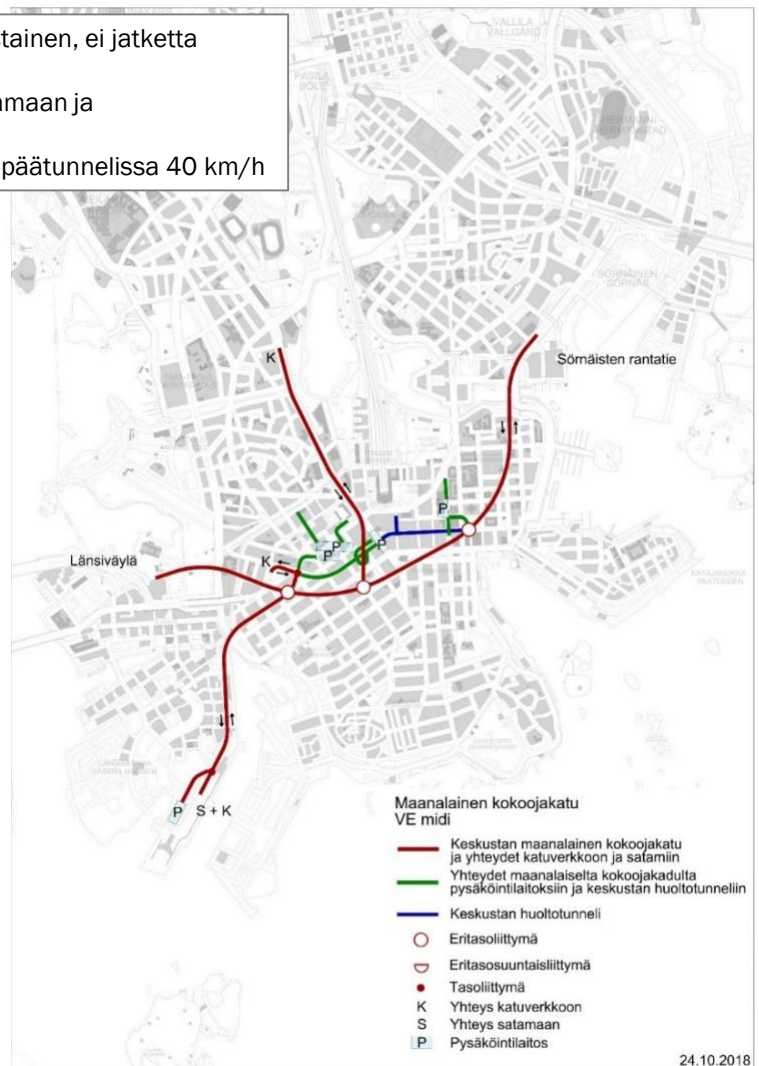 tainen, ei jatketta
maan ja
päätunnelissa 40 km/h
VALLILA
VALLGÅRD
PASILA
BÖLE
HERMANNI
HERMANSTAD
SÖRNÄINEN
SÖRNÄS
K
Sörnäisten rantatie
P
P
P
P
Länsiväylä
K
KATAJANOKKA
SKATUDDEN
P
S + K
Maanalainen kokoojakatu
VE midi
Keskustan maanalainen kokoojakatu
ja yhteydet katuverkkoon ja satamiin
Yhteydet maanalaiselta kokoojakadulta
pysäköintilaitoksiin ja keskustan huoltotunneliin
Keskustan huoltotunneli
Eritasoliittymä
Eritasosuuntaisliittymä
Tasoliittymä
K Yhteys katuverkkoon
S Yhteys satamaan
P Pysäköintilaitos
24.10.2018